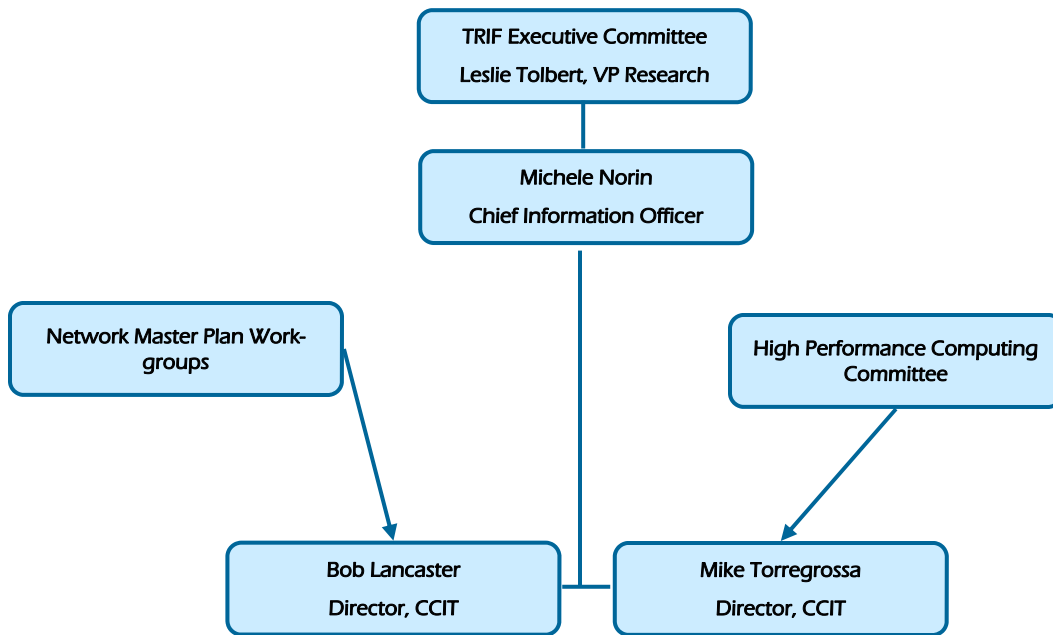 TRIF Executive Committee
Leslie Tolbert, VP Research
Michele Norin
Chief Information Officer
Network Master Plan Work-
groups
High Performance Computing
Committee
Bob Lancaster
Director, CCIT
Mike Torregrossa
Director, CCIT